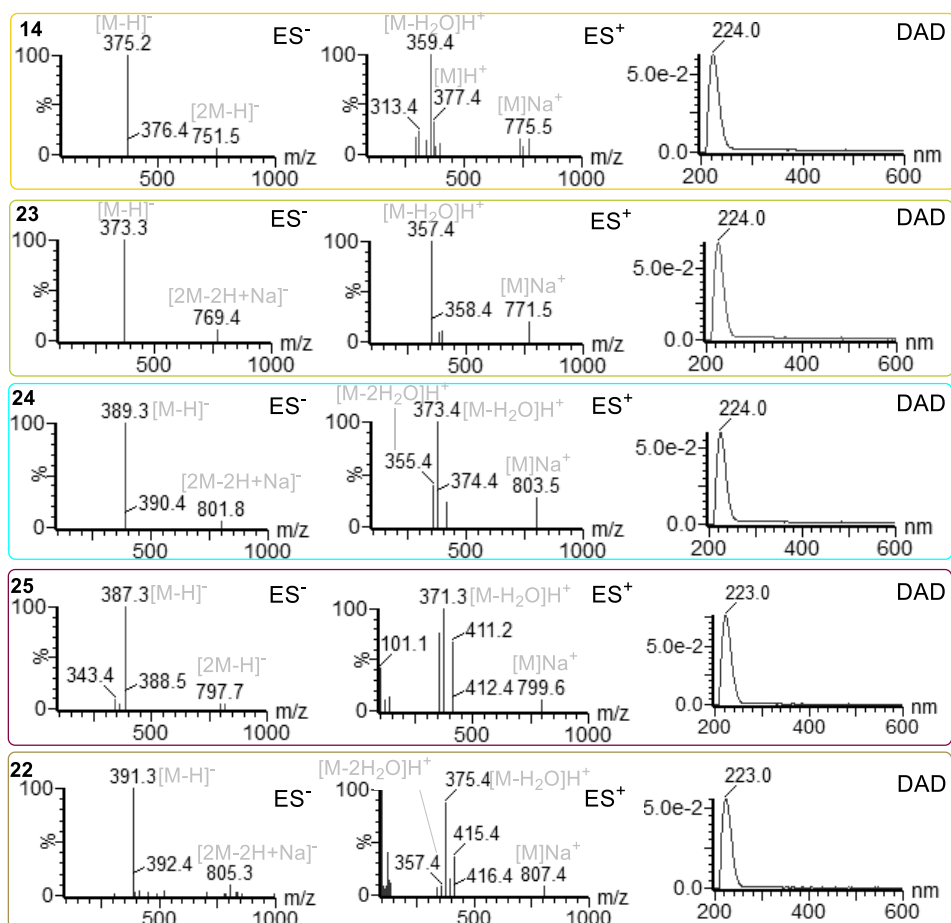 14
[M-H]-
ES-
375.2
100
%
376.4
[2M-H]-
751.5
0
m/z
500
1000
[M-H2O]H+
ES+
359.4
100
[M]H+
377.4
313.4
%
[M]Na+
775.5
0
m/z
500
1000
224.0
DAD
5.0e-2
0.0
nm
200
400
600
23
[M-H]-
ES-
373.3
100
%
[2M-2H+Na]-
769.4
0
m/z
500
1000
[M-H2O]H+
ES+
357.4
100
%
358.4
[M]Na+
771.5
0
m/z
500
1000
224.0
DAD
5.0e-2
0.0
nm
200
400
600
24
389.3 [M-H]-
ES-
100
%
[2M-2H+Na]-
390.4
801.8
0
m/z
500
1000
[M-2H2O]H+
ES+
373.4 [M-H2O]H+
100
355.4
%
374.4
[M]Na+
803.5
0
m/z
500
1000
224.0
DAD
5.0e-2
0.0
nm
200
400
600
25
387.3 [M-H]-
ES-
100
%
343.4
388.5
[2M-H]-
797.7
0
m/z
500
1000
371.3 [M-H2O]H+
ES+
100
101.1
%
411.2
[M]Na+
412.4
799.6
0
m/z
500
1000
223.0
DAD
5.0e-2
0.0
nm
200
400
600
22
391.3 [M-H]-
ES-
100
%
392.4
[2M-2H+Na]-
805.3
0
m/z
500
1000
[M-2H2O]H+
ES+
375.4 [M-H2O]H+
100
%
415.4
357.4
[M]Na+
416.4
807.4
0
m/z
500
1000
223.0
DAD
5.0e-2
0.0
nm
200
400
600